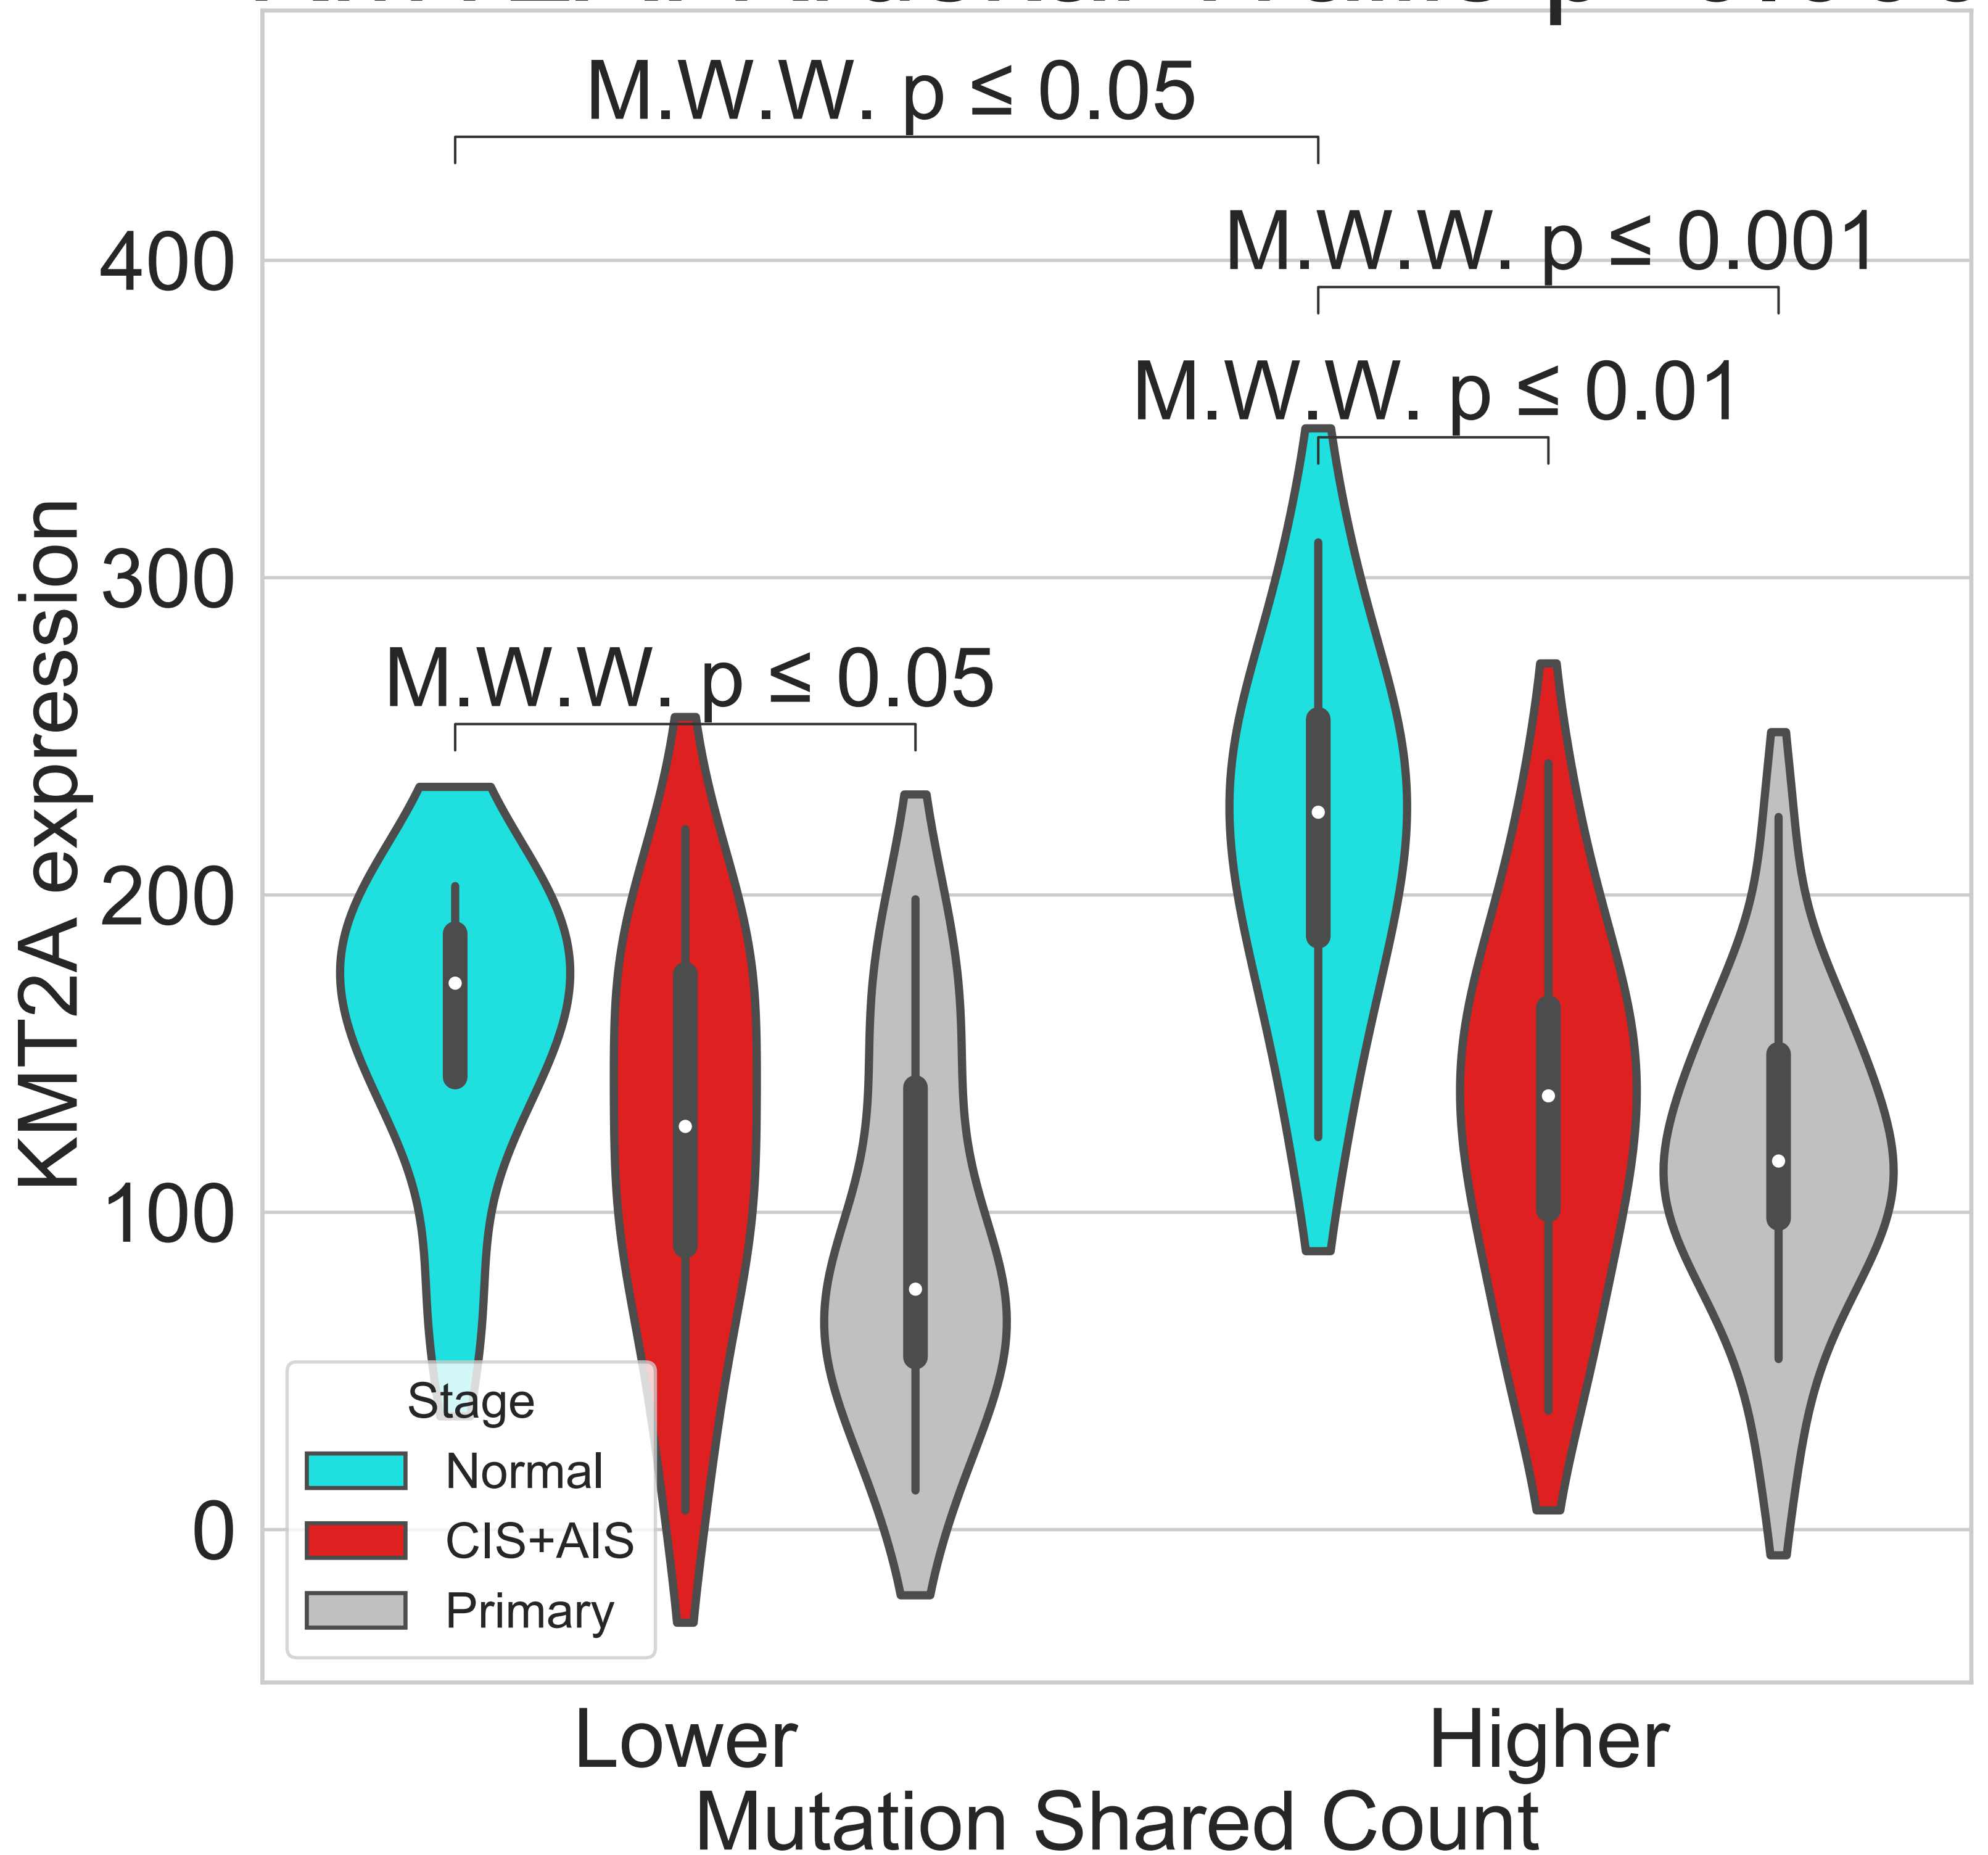 M.W.W. p ≤ 0.05
400
M.W.W. p ≤ 0.001
M.W.W. p ≤ 0.01
300
M.W.W. p ≤ 0.05
200
100
0
KMT2A expression
Stage
Normal
CIS+AIS
Primary
Lower
Higher
Mutation Shared Count